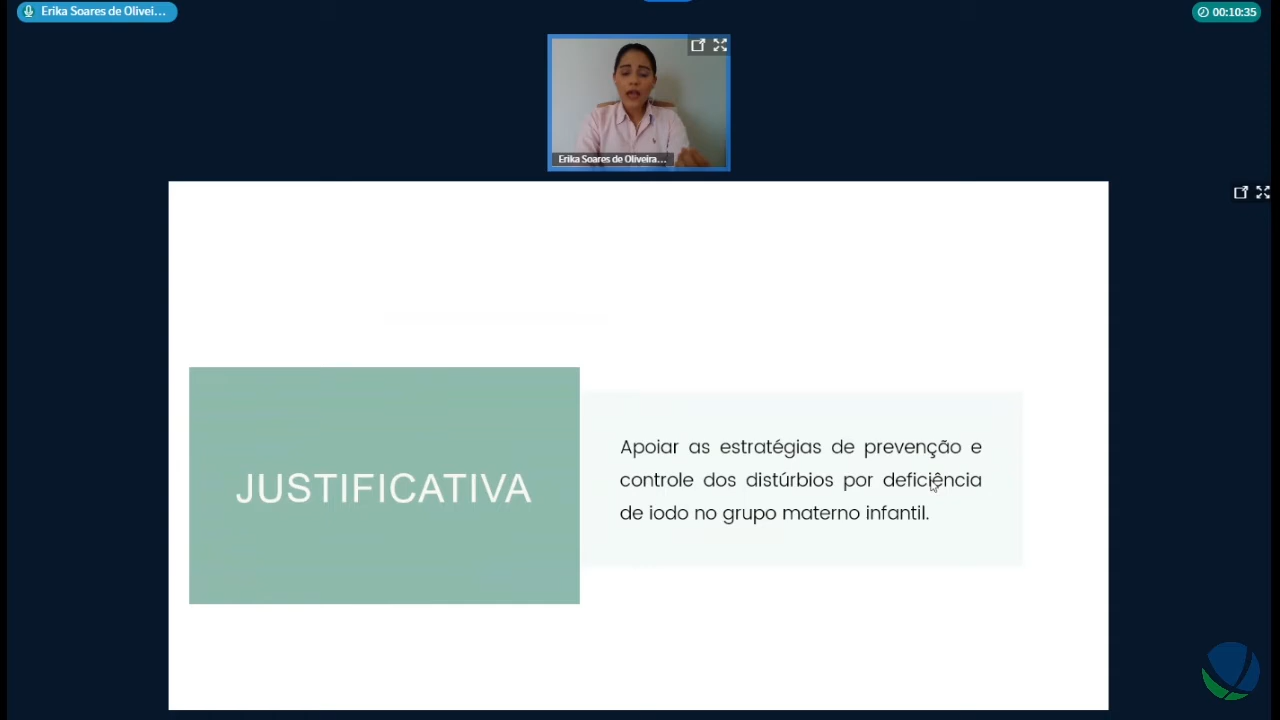 Erika Soares de Olivei...
00:10:35
Erika Soares de Oliveira...
JUSTIFICATIVA
Apoiar as estratégias de prevenção e
controle dos distúrbios por deficiência
de iodo no grupo materno infantil.